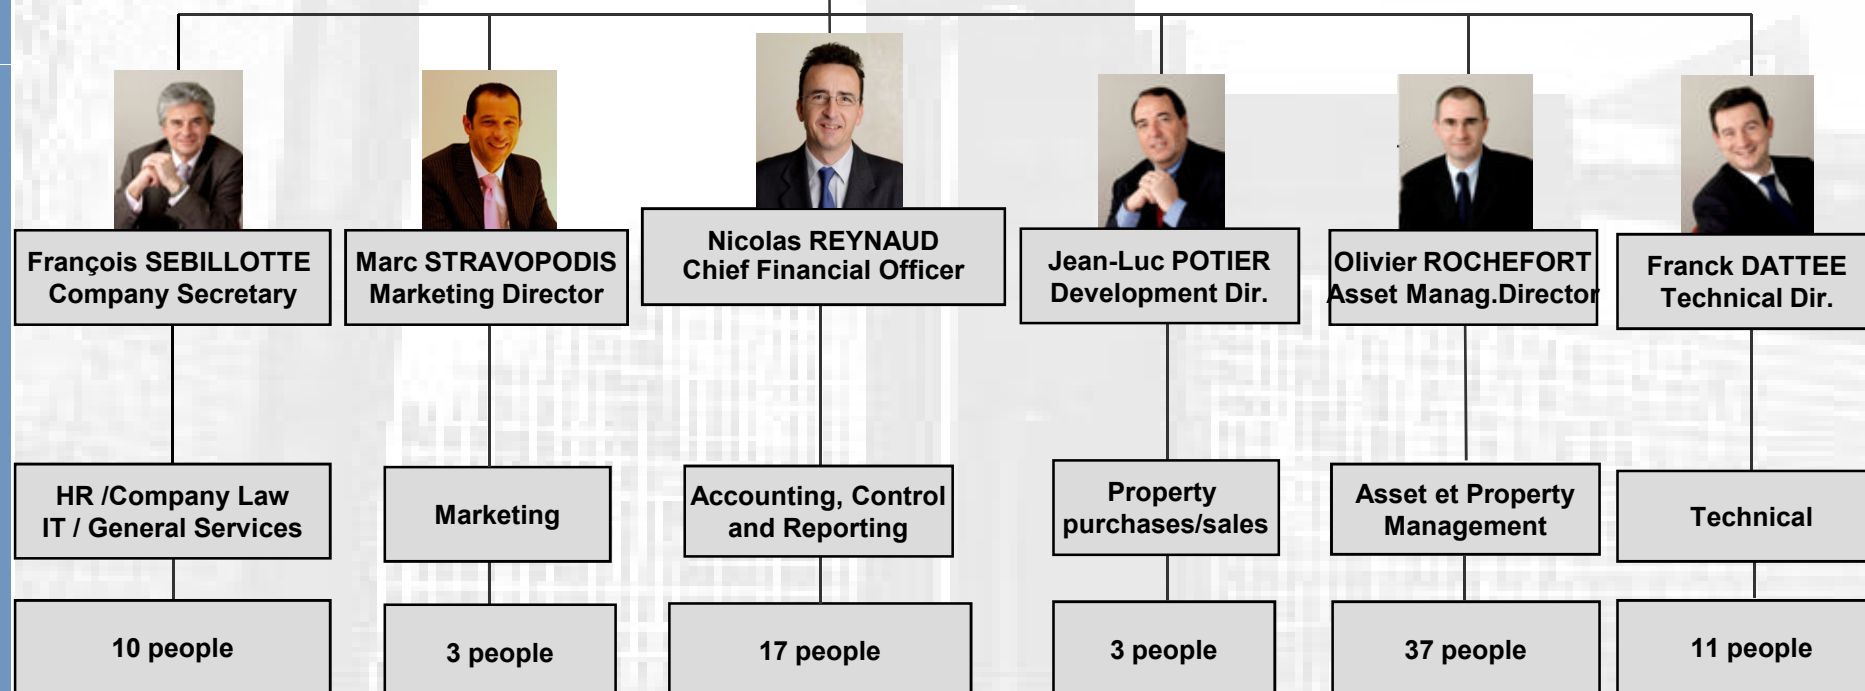 François SEBILLOTTE
Company Secretary
Marc STRAVOPODIS
Marketing Director
Nicolas REYNAUD
Chief Financial Officer
Jean-Luc POTIER
Development Dir.
Olivier ROCHEFORT
Asset Manag.Director
Franck DATTEE
Technical Dir.
HR /Company Law
IT / General Services
Marketing
Accounting, Control
and Reporting
Property
purchases/sales
Asset et Property
Management
Technical
10 people
3 people
17 people
3 people
37 people
11 people